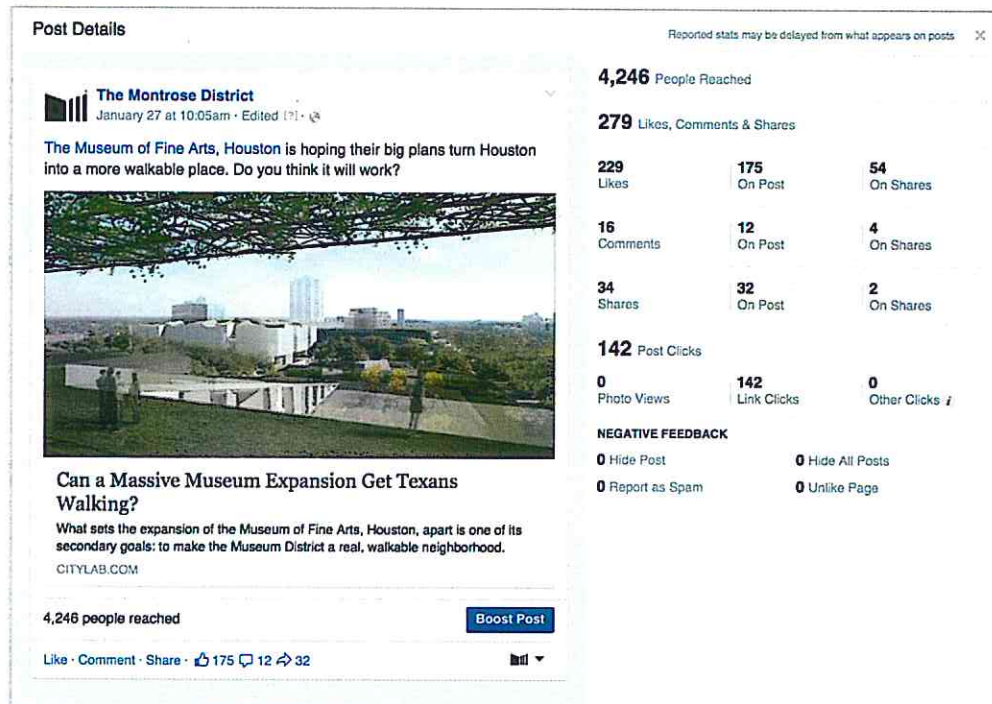 Post Details
Reported stats may be delayed from what appears on posts
The Montrose District
January 27 at 10:05am · Edited [?] ·
The Museum of Fine Arts, Houston is hoping their big plans turn Houston
into a more walkable place. Do you think it will work?
Can a Massive Museum Expansion Get Texans
Walking?
What sets the expansion of the Museum of Fine Arts, Houston, apart is one of its
secondary goals: to make the Museum District a real, walkable neighborhood.
CITYLAB.COM
4,246 people reached
Boost Post
Like · Comment · Share · 175 12 32
4,246 People Reached
279 Likes, Comments & Shares
229 175 54
Likes On Post On Shares
16 12 4
Comments On Post On Shares
34 32 2
Shares On Post On Shares
142 Post Clicks
0 142 0
Photo Views Link Clicks Other Clicks i
NEGATIVE FEEDBACK
0 Hide Post 0 Hide All Posts
0 Report as Spam 0 Unlike Page